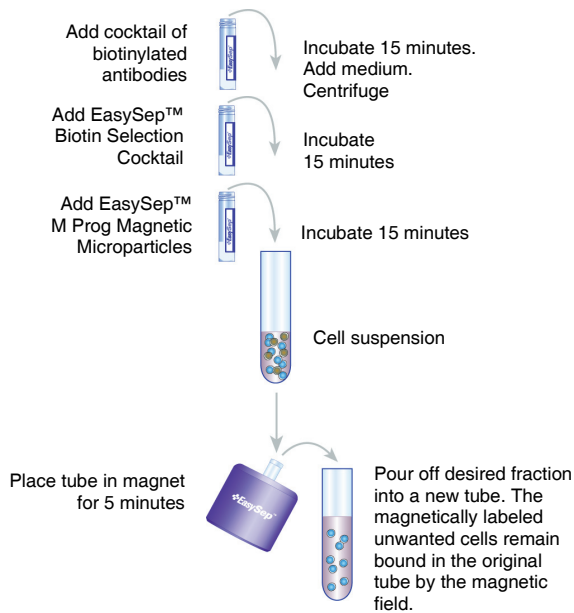 Add cocktail of
biotinylated
antibodies
Incubate 15 minutes.
Add medium.
Centrifuge
EasySep
Add EasySep™
Biotin Selection
Cocktail
Incubate
15 minutes
EasySep
Add EasySep™
M Prog Magnetic
Microparticles
Incubate 15 minutes
EasySep
Cell suspension
Place tube in magnet
for 5 minutes
EasySep™
Pour off desired fraction
into a new tube. The
magnetically labeled
unwanted cells remain
bound in the original
tube by the magnetic
field.